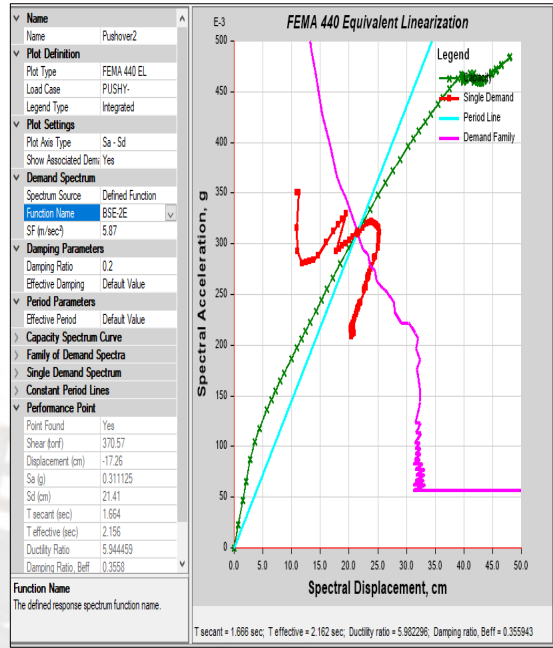 Name
Name Pushover2
Plot Definition
Plot Type FEMA 440 EL
Load Case PUSHY-
Legend Type Integrated
Plot Settings
Plot Axis Type Sa - Sd
Show Associated Dema Yes
Demand Spectrum
Spectrum Source Defined Function
Function Name BSE-2E
SF (m/sec²) 5.87
Damping Parameters
Damping Ratio 0.2
Effective Damping Default Value
Period Parameters
Effective Period Default Value
Capacity Spectrum Curve
Family of Demand Spectra
Single Demand Spectrum
Constant Period Lines
Performance Point
Point Found Yes
Shear (tonf) 370.57
Displacement (cm) -17.26
Sa (g) 0.311125
Sd (cm) 21.41
T secant (sec) 1.664
T effective (sec) 2.156
Ductility Ratio 5.944459
Damping Ratio, Beff 0.3558
Function Name
The defined response spectrum function name.
E-3
FEMA 440 Equivalent Linearization
Legend
Single Demand
Period Line
Demand Family
500
450
400
350
300
250
200
150
100
50
0
Spectral Acceleration, g
0.0 5.0 10.0 15.0 20.0 25.0 30.0 35.0 40.0 45.0 50.0
Spectral Displacement, cm
T secant = 1.666 sec; T effective = 2.162 sec; Ductility ratio = 5.982296; Damping ratio, Beff = 0.355943